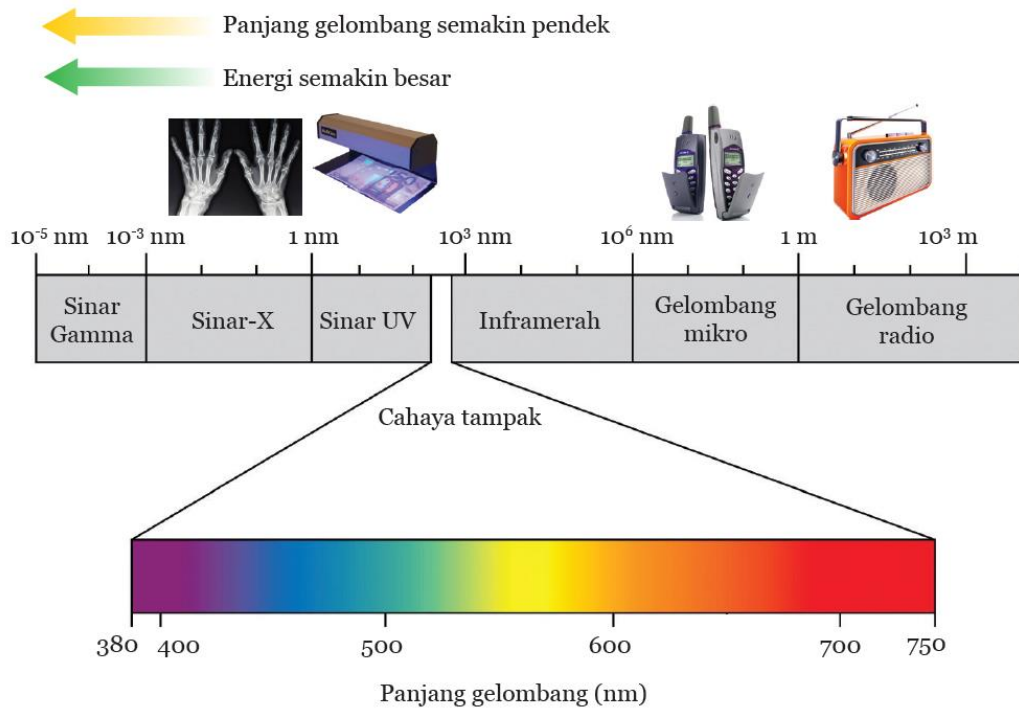 Panjang gelombang semakin pendek
Energi semakin besar
10⁻⁵ nm 10⁻³ nm 1 nm 10³ nm 10⁶ nm 1 m 10³ m
Sinar Gamma
Sinar-X
Sinar UV
Inframerah
Gelombang mikro
Gelombang radio
Cahaya tampak
380 400 500 600 700 750
Panjang gelombang (nm)